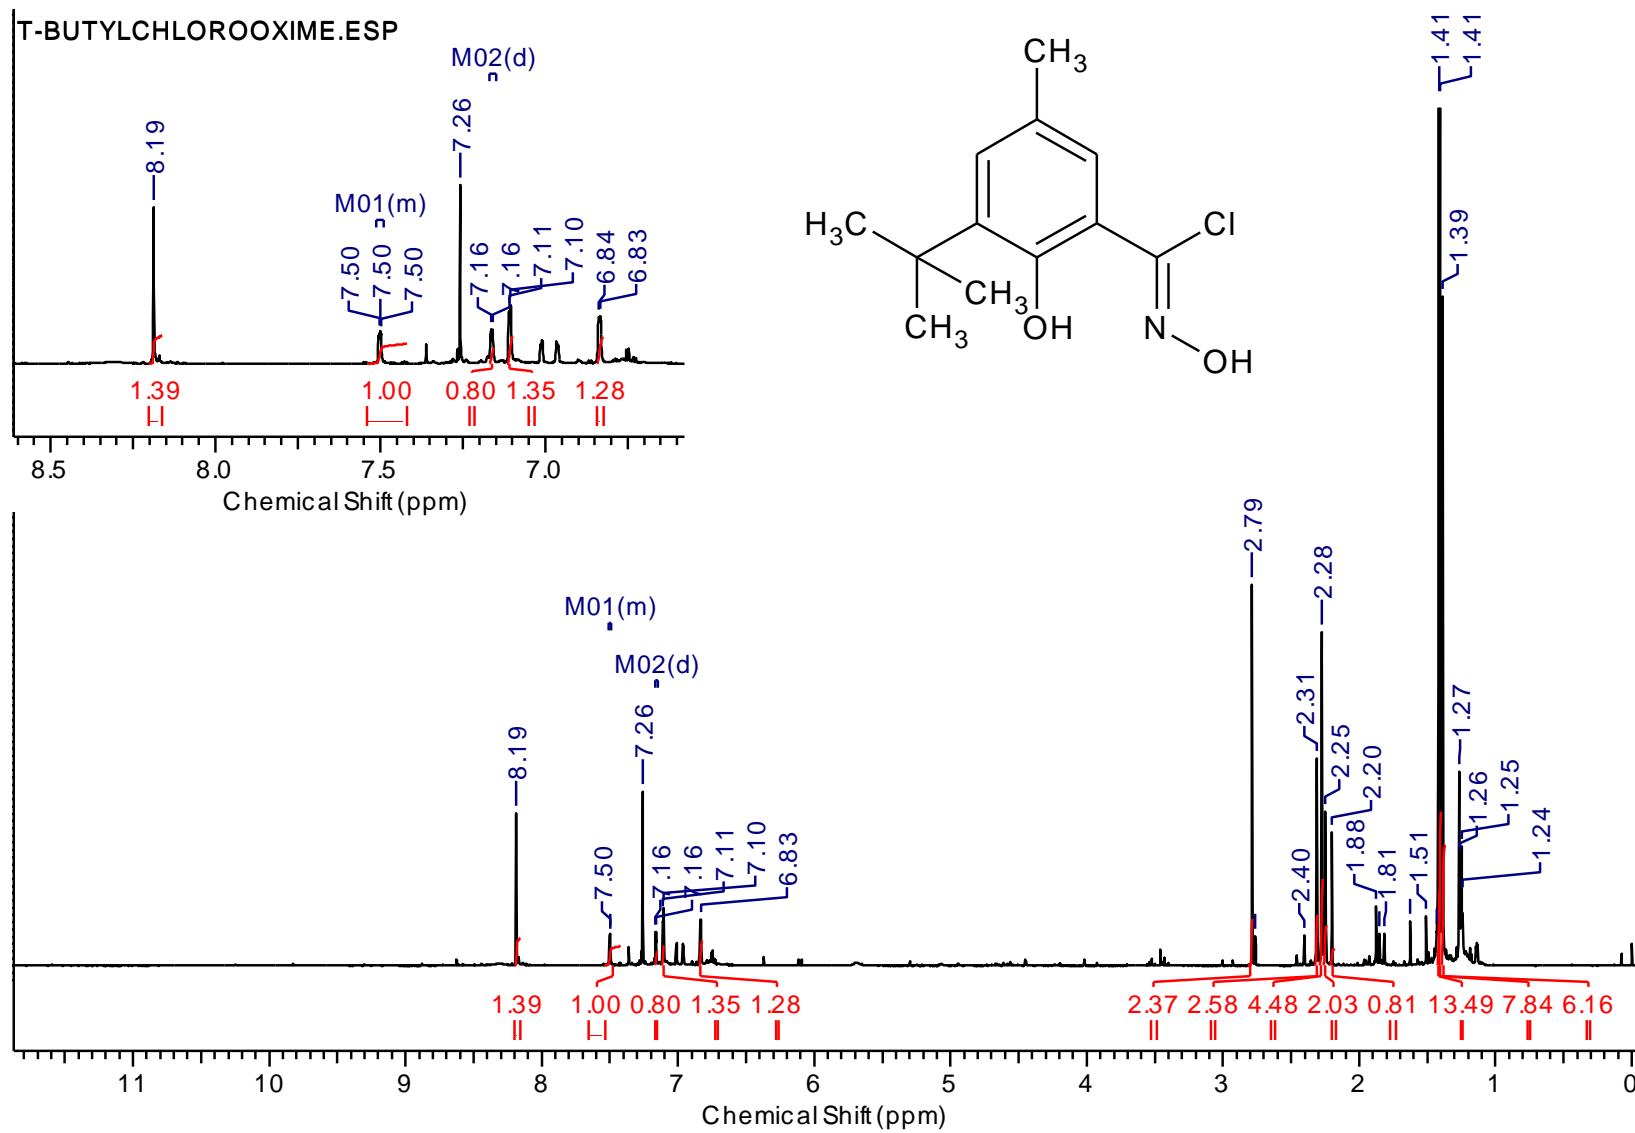 T-BUTYLCHLOROOXIME.ESP
M02(d)
8.19
7.26
M01(m)
7.50
7.50
7.50
7.16
7.16
7.11
7.10
6.84
6.83
1.39 1.00 0.80 1.35 1.28
8.5 8.0 7.5 7.0
Chemical Shift (ppm)
CH3
H3C
Cl
CH3
CH3
OH
N
OH
1.41
1.41
1.39
2.79
2.28
M01(m)
M02(d)
8.19
7.50
7.26
7.16
7.16
7.11
7.10
6.83
2.40
2.31
2.25
2.20
1.88
1.81
1.51
1.27
1.26
1.25
1.24
1.39 1.00 0.80 1.35 1.28 2.37 2.58 4.48 2.03 0.81 13.49 7.84 6.16
11 10 9 8 7 6 5 4 3 2 1 0
Chemical Shift (ppm)